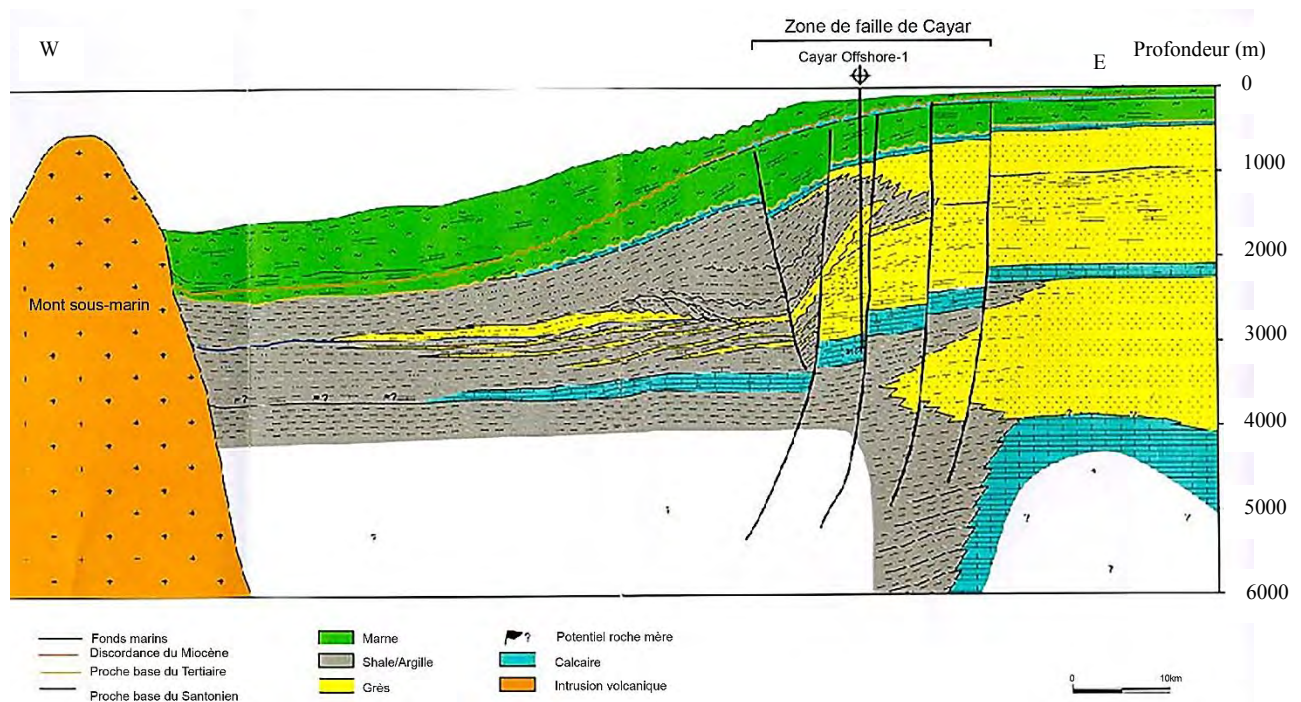 Zone de faille de Cayar
W
Cayar Offshore-1
E
Profondeur (m)
0
1000
2000
Mont sous-marin
3000
?
?
?
4000
?
?
5000
?
?
?
?
6000
Fonds marins
Discordance du Miocène
Proche base du Tertiaire
Proche base du Santonien
Marne
Shale/Argille
Grès
?
Potentiel roche mère
Calcaire
Intrusion volcanique
0
10km